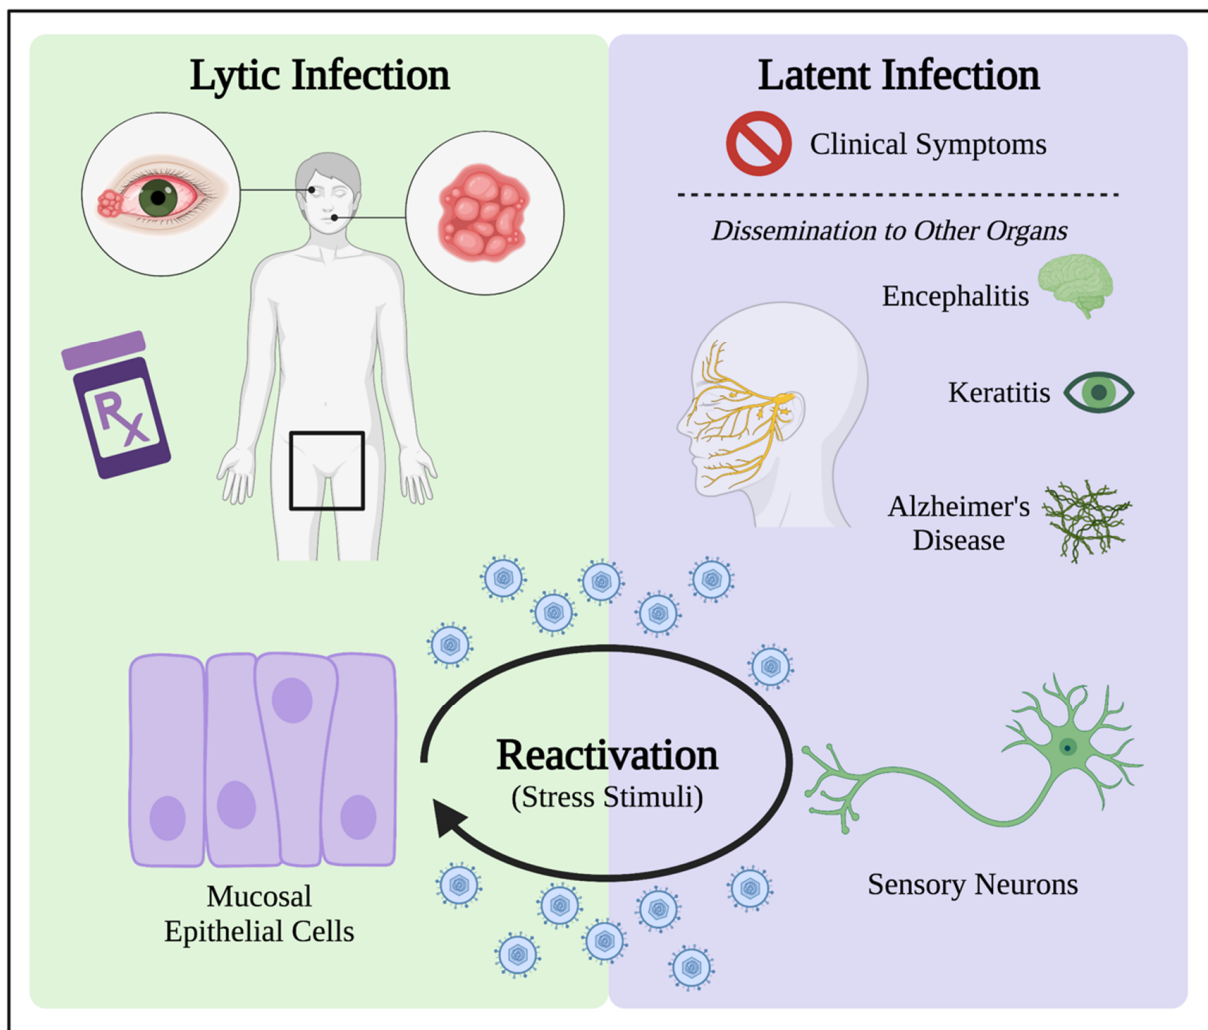 Lytic Infection
Latent Infection
Clinical Symptoms
Dissemination to Other Organs
Encephalitis
Keratitis
Rx
Alzheimer's
Disease
Reactivation
(Stress Stimuli)
Mucosal
Epithelial Cells
Sensory Neurons